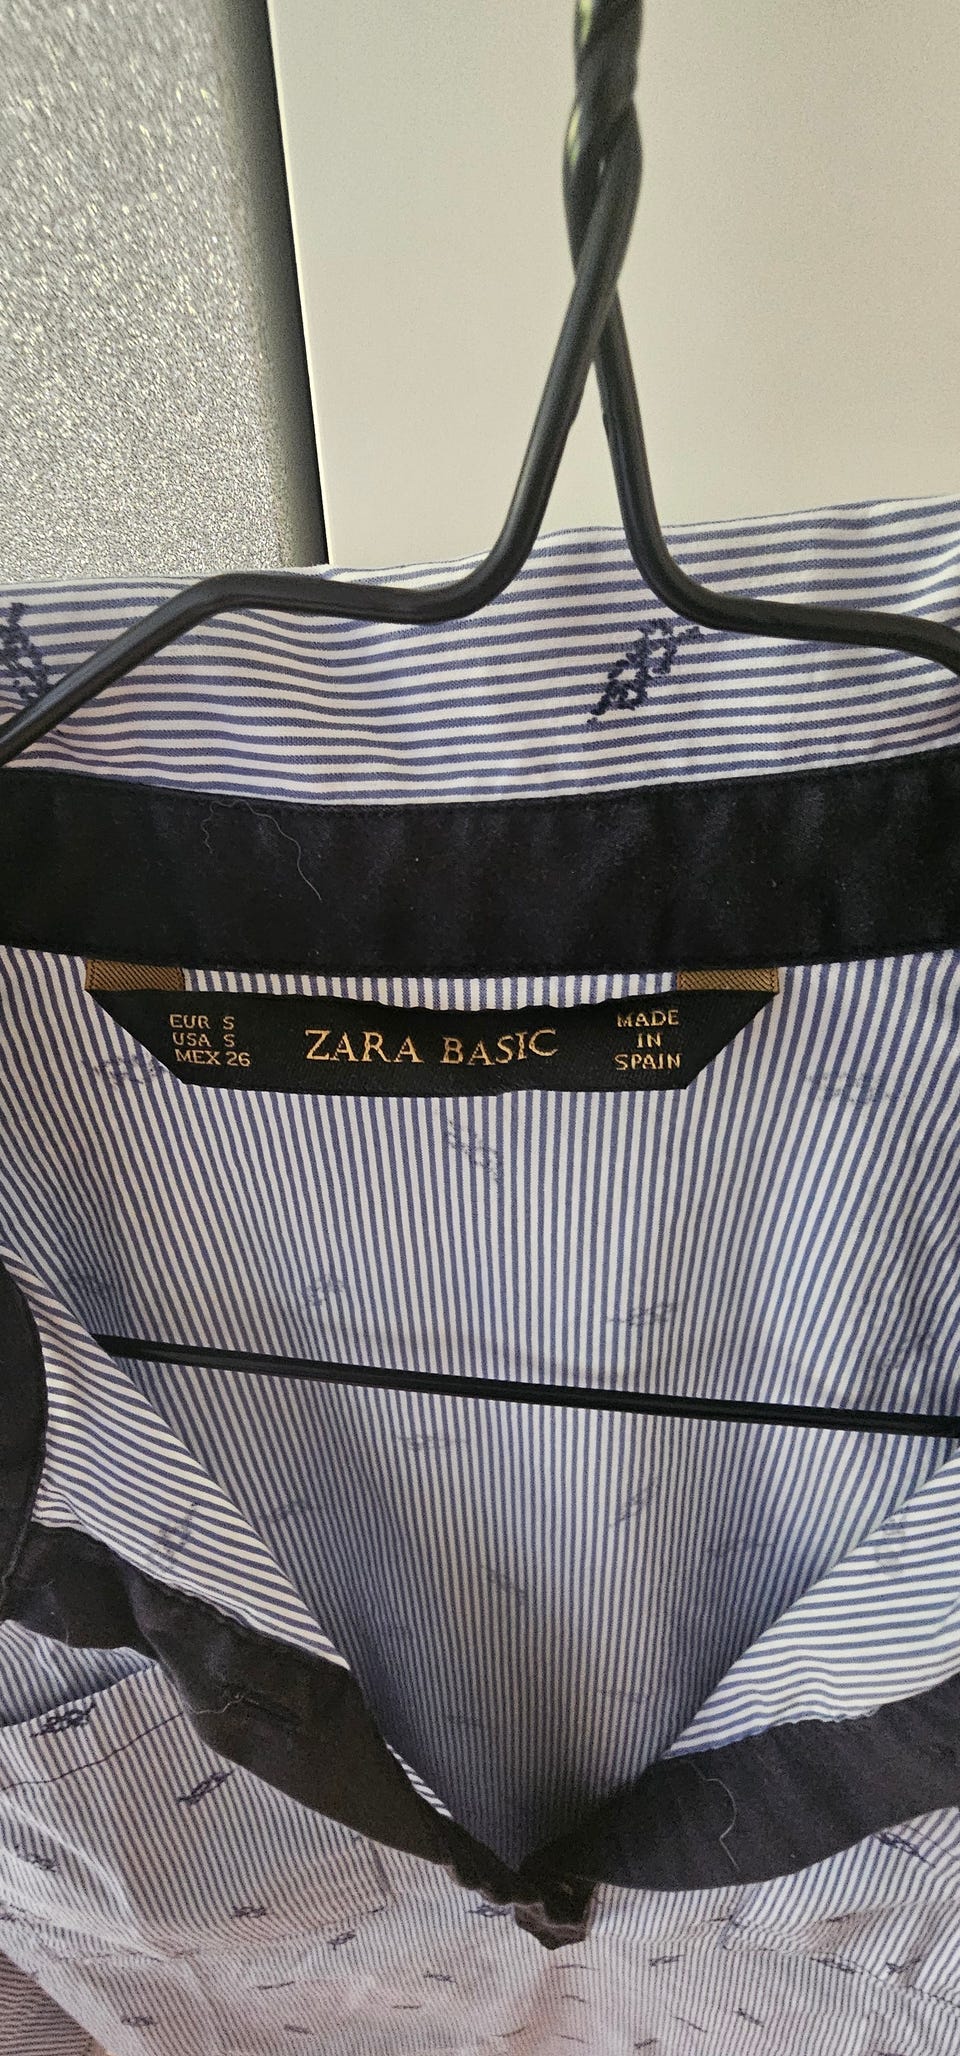 EUR S
USA S
MEX 26
ZARA BASIC
MADE
IN
SPAIN